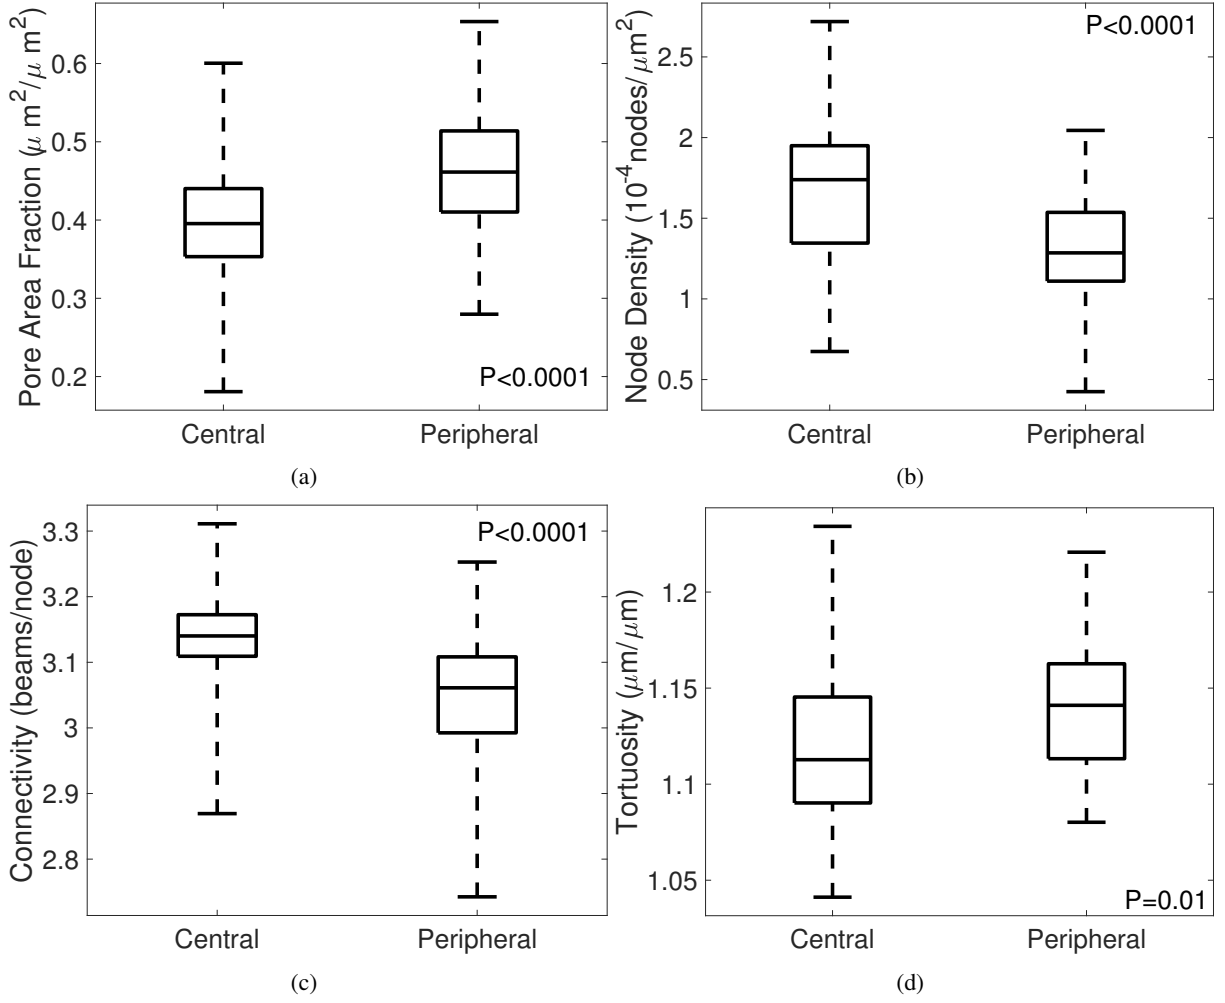 Pore Area Fraction (μ m²/μ m²)
0.6
0.5
0.4
0.3
0.2
P<0.0001
Central Peripheral
(a)
Node Density (10⁻⁴ nodes/μm²)
2.5
2
1.5
1
0.5
P<0.0001
Central Peripheral
(b)
Connectivity (beams/node)
3.3
3.2
3.1
3
2.9
2.8
P<0.0001
Central Peripheral
(c)
Tortuosity (μm/μm)
1.2
1.15
1.1
1.05
P=0.01
Central Peripheral
(d)